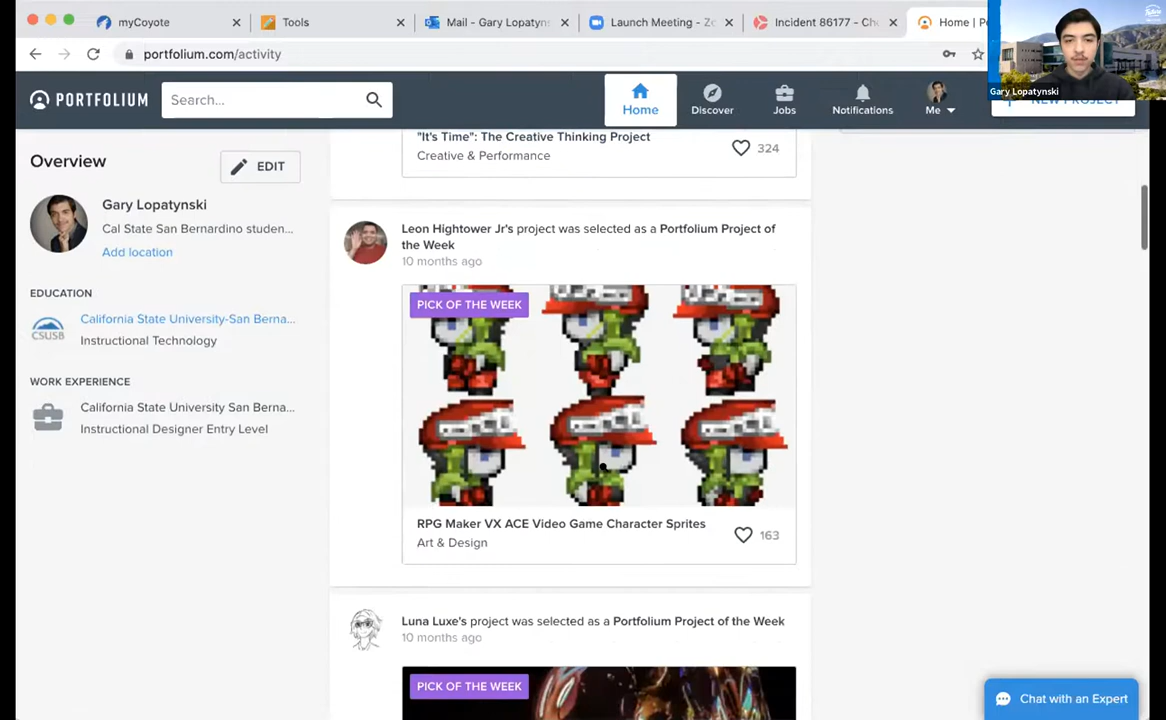 myCoyote
Tools
Mail - Gary Lopatyns
Launch Meeting - Zo
Incident 86177 - Ch
Home | P
portfolium.com/activity
Gary Lopatynski
PORTFOLIUM
Search...
Home
Discover
Jobs
Notifications
Me
NEW PROJECT
Overview
EDIT
Gary Lopatynski
Cal State San Bernardino studen...
Add location
EDUCATION
California State University-San Berna...
CSUSB
Instructional Technology
WORK EXPERIENCE
California State University San Berna...
Instructional Designer Entry Level
"It's Time": The Creative Thinking Project
Creative & Performance
324
Leon Hightower Jr's project was selected as a Portfolium Project of
the Week
10 months ago
PICK OF THE WEEK
RPG Maker VX ACE Video Game Character Sprites
Art & Design
163
Luna Luxe's project was selected as a Portfolium Project of the Week
10 months ago
PICK OF THE WEEK
Chat with an Expert